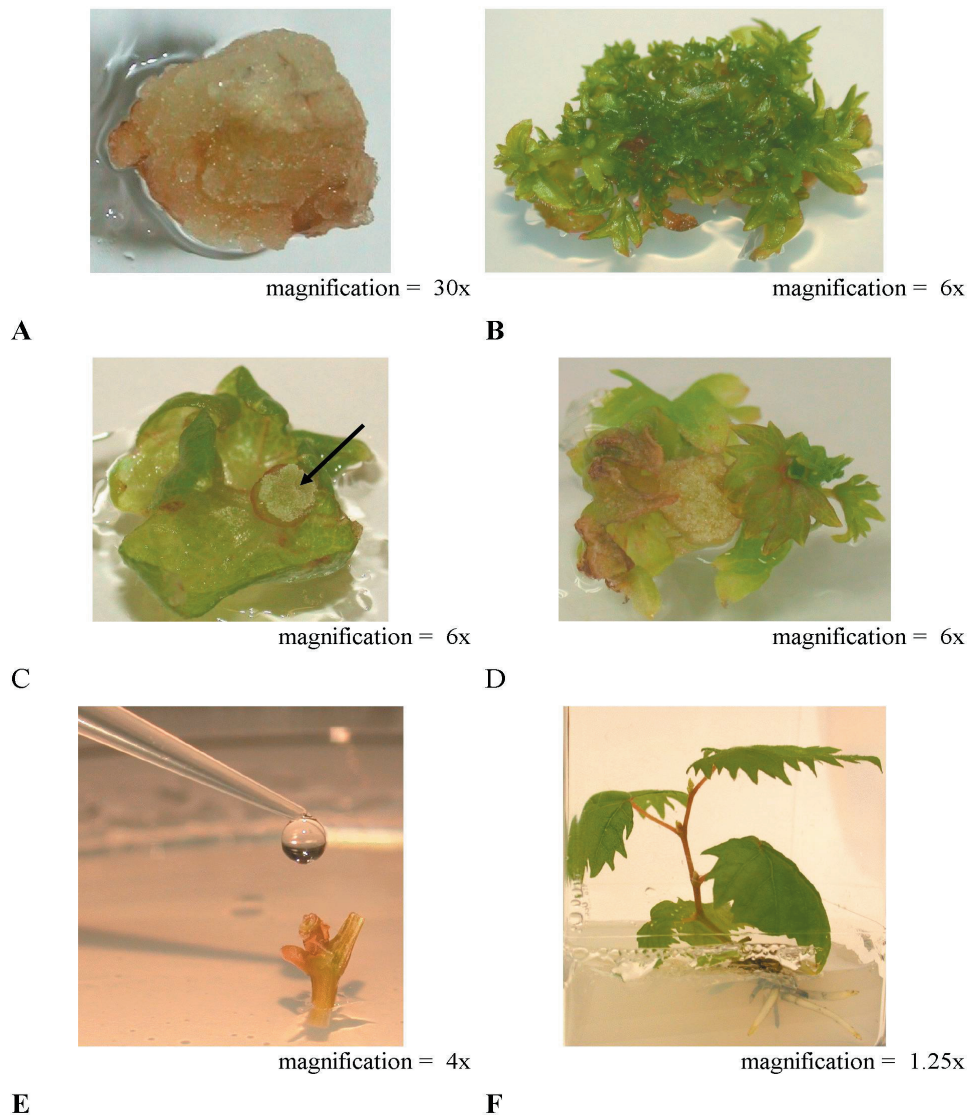 magnification = 30x
magnification = 6x
A
B
magnification = 6x
magnification = 6x
C
D
magnification = 4x
magnification = 1.25x
E
F